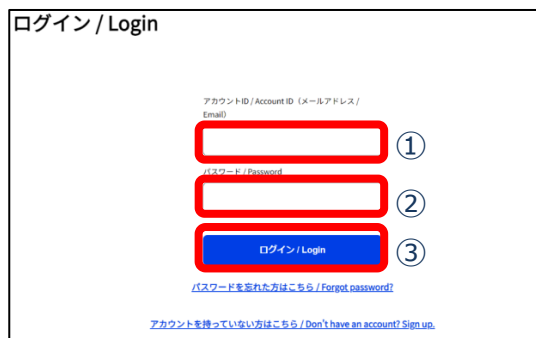 ログイン / Login
アカウントID / Account ID（メールアドレス /
Email）
①
パスワード / Password
②
ログイン / Login
③
パスワードを忘れた方はこちら / Forgot password?
アカウントを持っていない方はこちら / Don't have an account? Sign up.